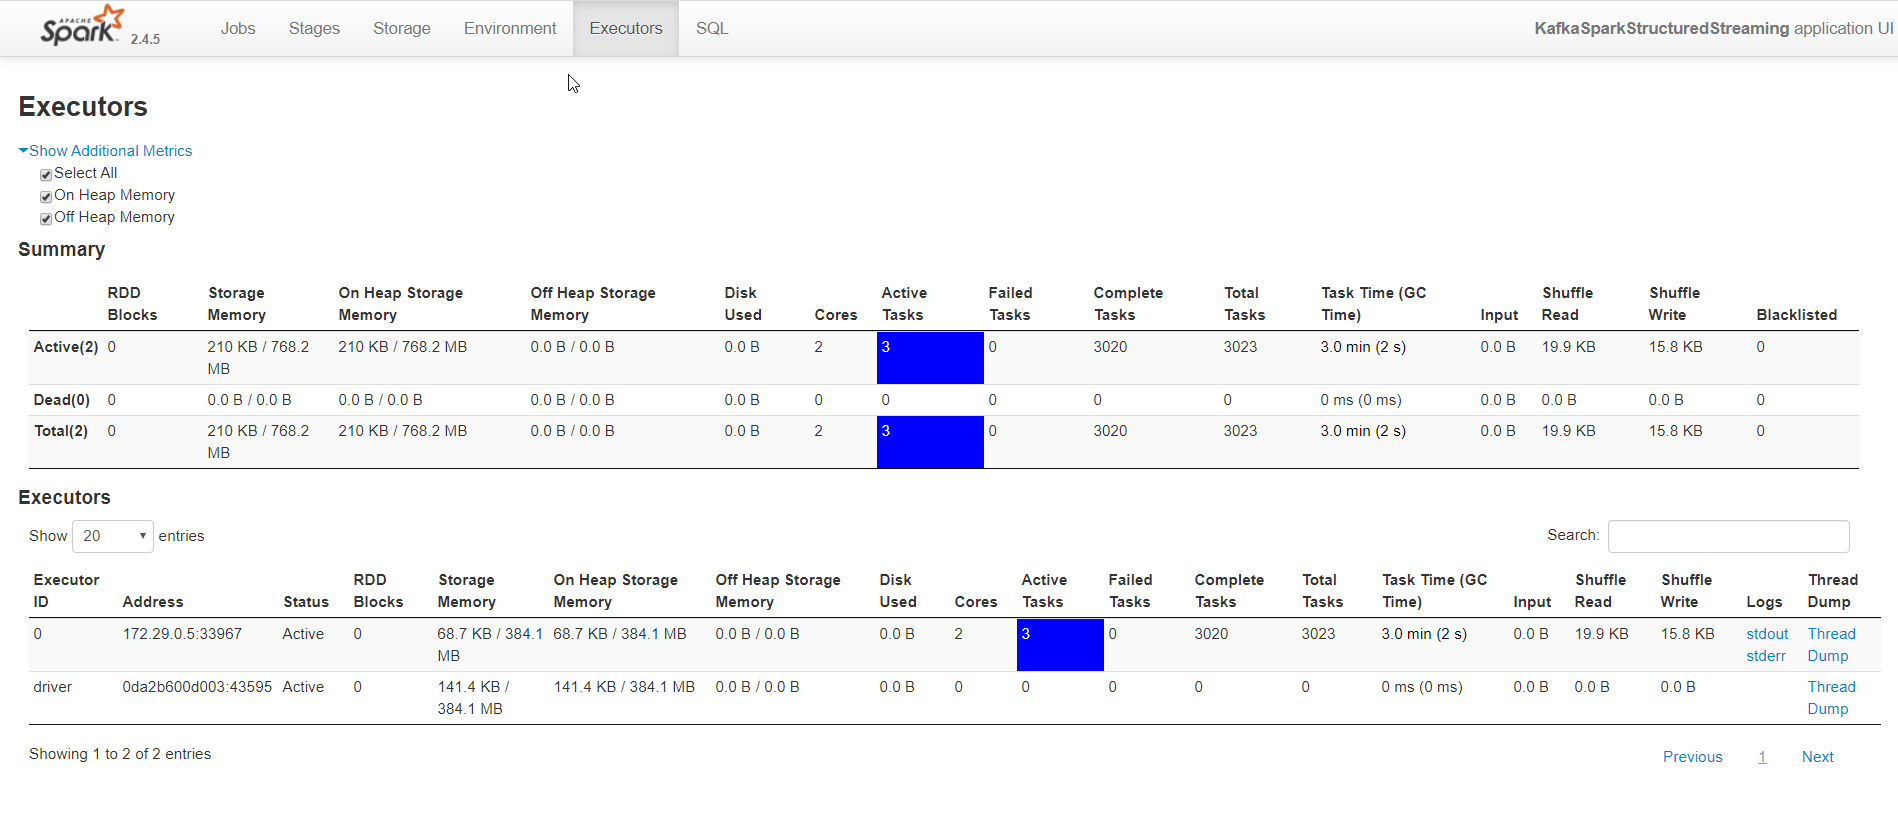 APACHE Spark 2.4.5 Jobs Stages Storage Environment Executors SQL KafkaSparkStructuredStreaming application UI
Executors
Show Additional Metrics
Select All
On Heap Memory
Off Heap Memory
Summary
RDD Blocks Storage Memory On Heap Storage Memory Off Heap Storage Memory Disk Used Cores Active Tasks Failed Tasks Complete Tasks Total Tasks Task Time (GC Time) Input Shuffle Read Shuffle Write Blacklisted
Active(2) 0 210 KB / 768.2 MB 210 KB / 768.2 MB 0.0 B / 0.0 B 0.0 B 2 3 0 3020 3023 3.0 min (2 s) 0.0 B 19.9 KB 15.8 KB 0
Dead(0) 0 0.0 B / 0.0 B 0.0 B / 0.0 B 0.0 B / 0.0 B 0.0 B 0 0 0 0 0 0 ms (0 ms) 0.0 B 0.0 B 0.0 B 0
Total(2) 0 210 KB / 768.2 MB 210 KB / 768.2 MB 0.0 B / 0.0 B 0.0 B 2 3 0 3020 3023 3.0 min (2 s) 0.0 B 19.9 KB 15.8 KB 0
Executors
Show 20 entries Search:
Executor ID Address Status RDD Blocks Storage Memory On Heap Storage Memory Off Heap Storage Memory Disk Used Cores Active Tasks Failed Tasks Complete Tasks Total Tasks Task Time (GC Time) Input Shuffle Read Shuffle Write Logs Thread Dump
0 172.29.0.5:33967 Active 0 68.7 KB / 384.1 MB 68.7 KB / 384.1 MB 0.0 B / 0.0 B 0.0 B 2 3 0 3020 3023 3.0 min (2 s) 0.0 B 19.9 KB 15.8 KB stdout stderr Thread Dump
driver 0da2b600d003:43595 Active 0 141.4 KB / 384.1 MB 141.4 KB / 384.1 MB 0.0 B / 0.0 B 0.0 B 0 0 0 0 0 0 ms (0 ms) 0.0 B 0.0 B 0.0 B Thread Dump
Showing 1 to 2 of 2 entries Previous 1 Next